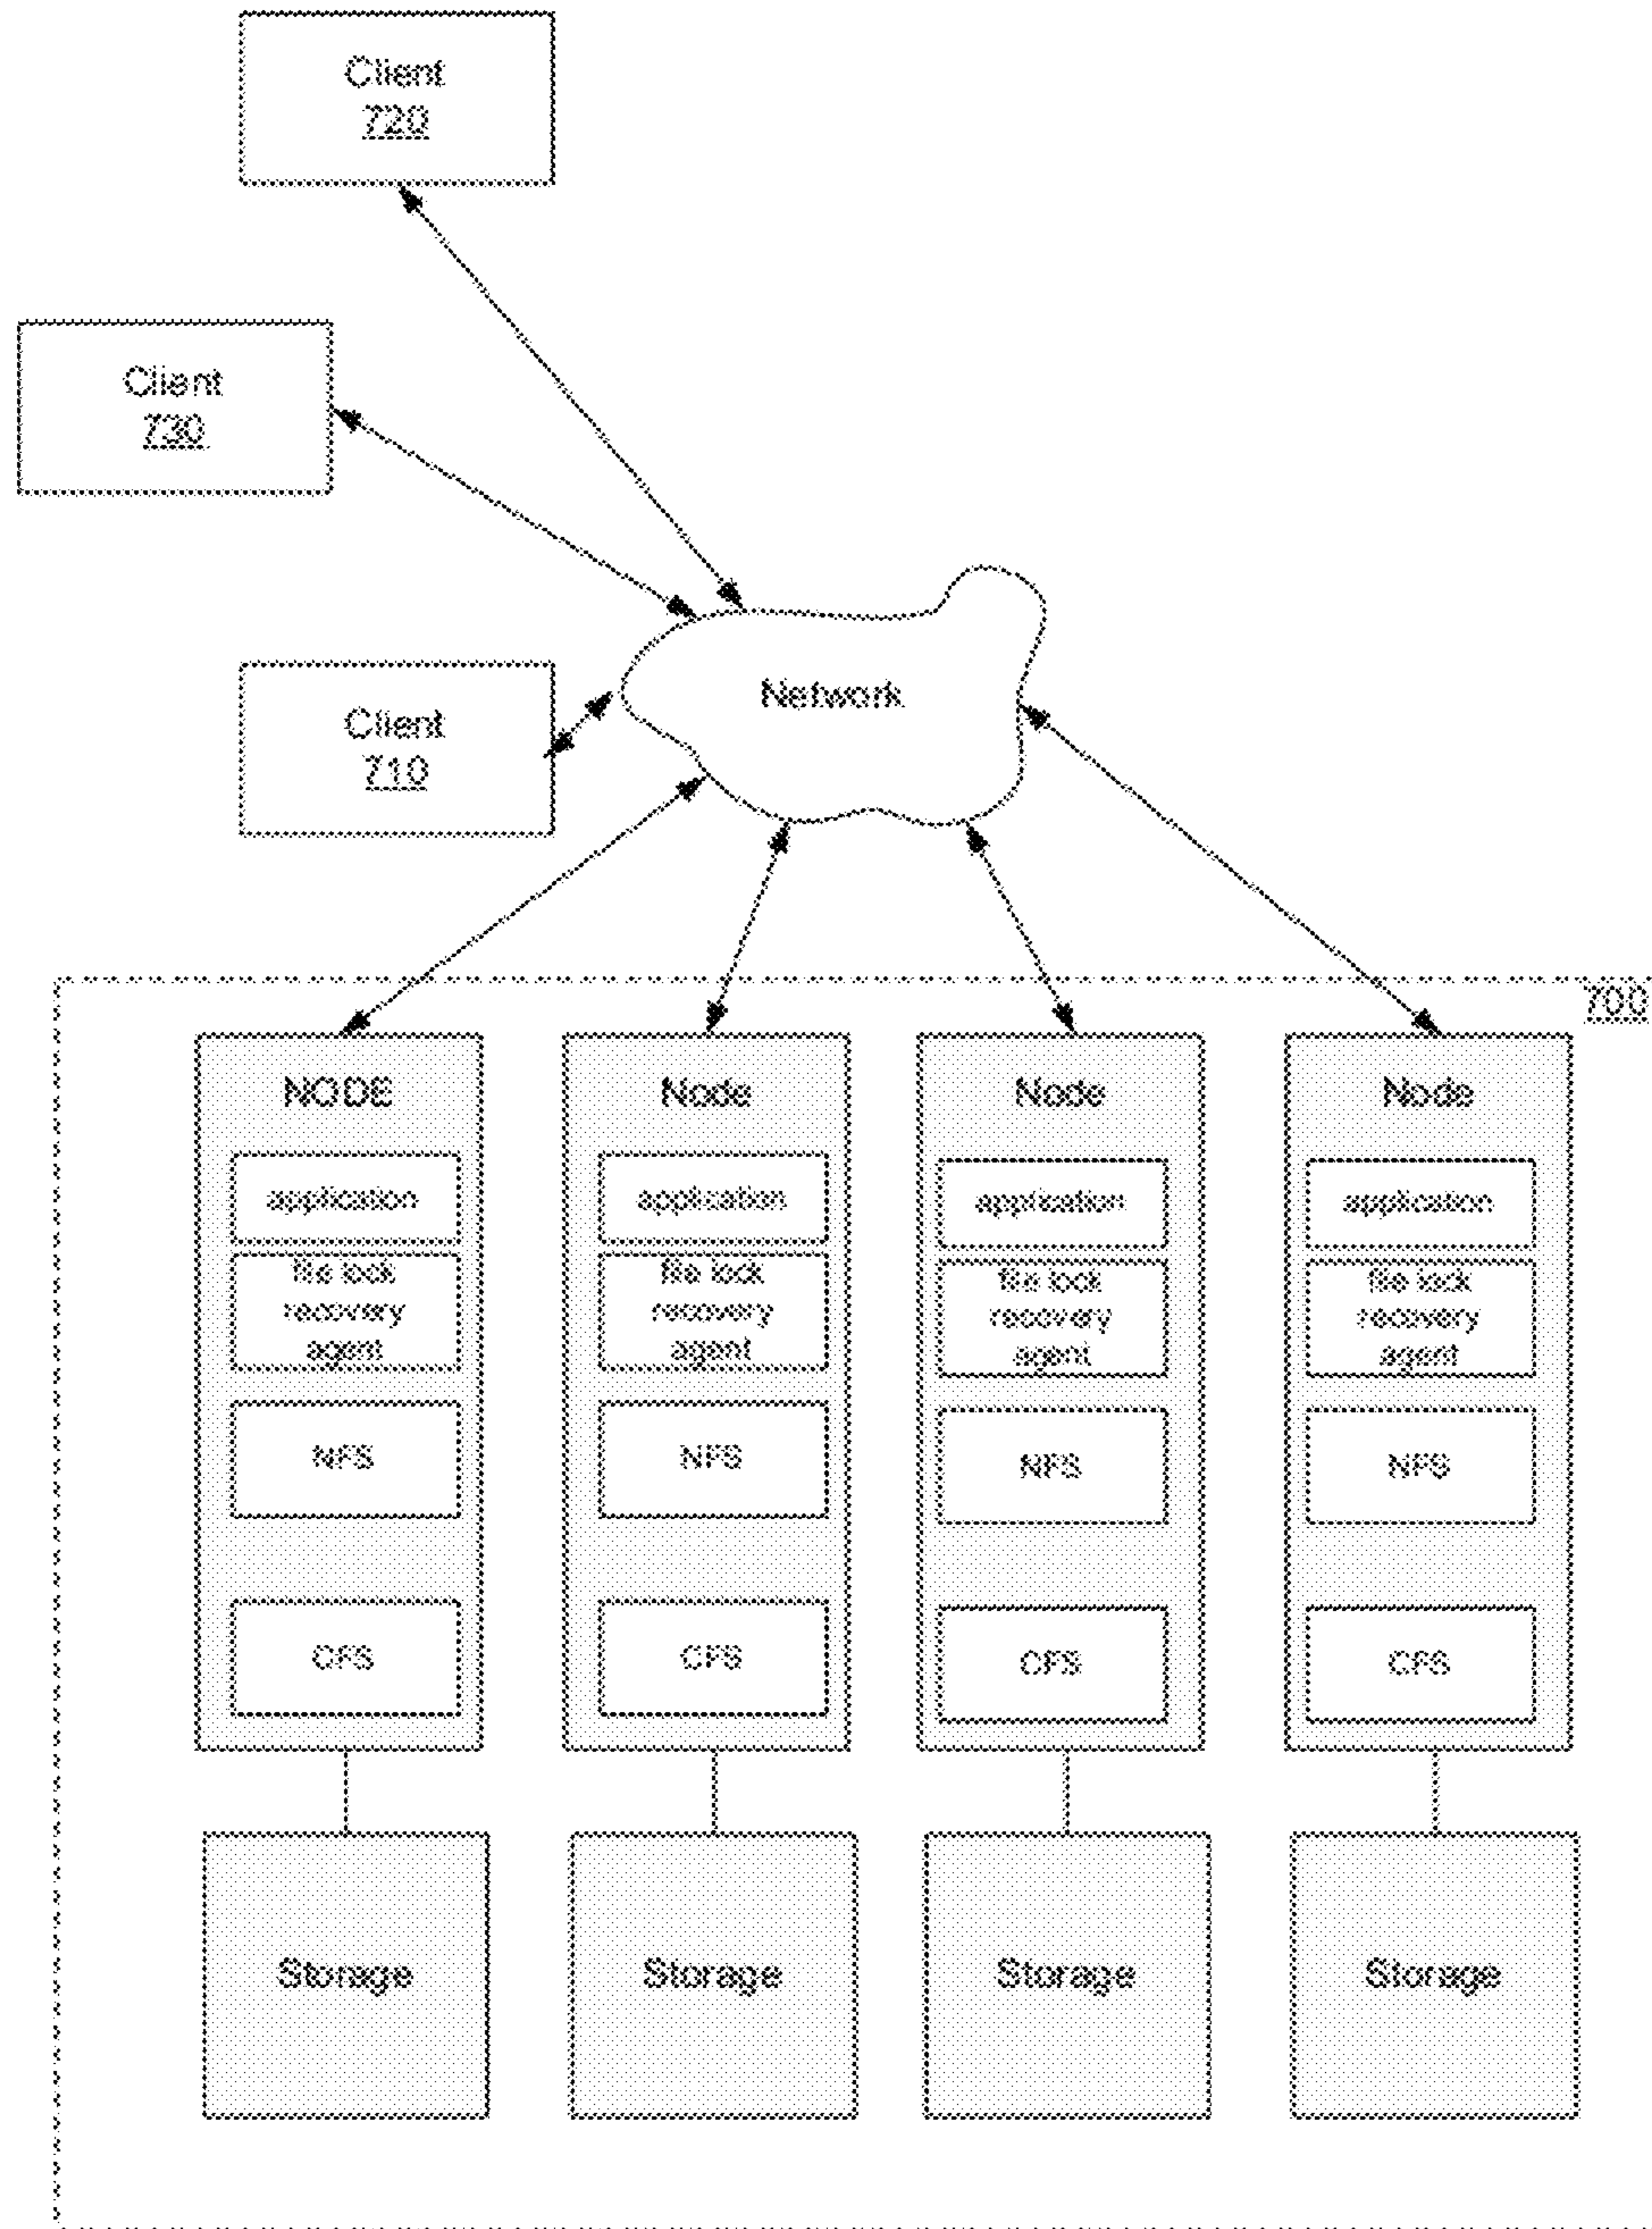 Client
720
Client
730
Network
Client
710
700
NODE
application
file lock
recovery
agent
NFS
CFS
Storage
Node
application
file lock
recovery
agent
NFS
CFS
Storage
Node
application
file lock
recovery
agent
NFS
CFS
Storage
Node
application
file lock
recovery
agent
NFS
CFS
Storage